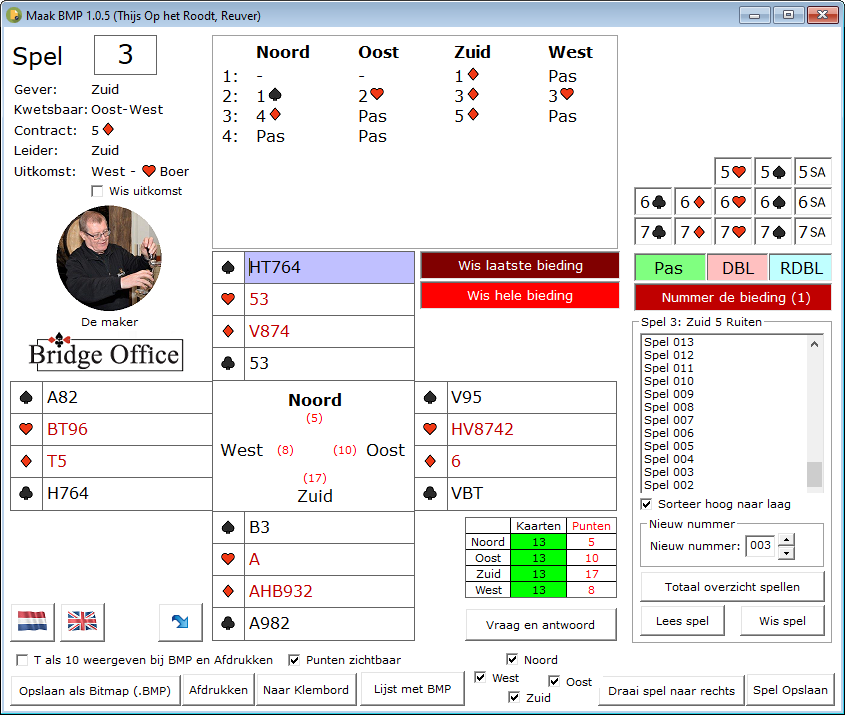 Maak BMP 1.0.5 (Thijs Op het Roodt, Reuver)
Spel 3
Gever: Zuid
Kwetsbaar: Oost-West
Contract: 5♦
Leider: Zuid
Uitkomst: West - ♥ Boer
Wis uitkomst
De maker
Bridge Office
Noord Oost Zuid West
1: - - 1♦ Pas
2: 1♠ 2♥ 3♦ 3♥
3: 4♦ Pas 5♦ Pas
4: Pas Pas
5♥ 5♠ 5SA
6♣ 6♦ 6♥ 6♠ 6SA
7♣ 7♦ 7♥ 7♠ 7SA
Pas DBL RDBL
Nummer de bieding (1)
Wis laatste bieding
Wis hele bieding
♠ HT764
♥ 53
♦ V874
♣ 53
♠ A82
♥ BT96
♦ T5
♣ H764
Noord
(5)
West (8) (10) Oost
(17)
Zuid
♠ V95
♥ HV8742
♦ 6
♣ VBT
♠ B3
♥ A
♦ AHB932
♣ A982
Kaarten Punten
Noord 13 5
Oost 13 10
Zuid 13 17
West 13 8
Vraag en antwoord
Spel 3: Zuid 5 Ruiten
Spel 013
Spel 012
Spel 011
Spel 010
Spel 009
Spel 008
Spel 007
Spel 006
Spel 005
Spel 004
Spel 003
Spel 002
Sorteer hoog naar laag
Nieuw nummer
Nieuw nummer: 003
Totaal overzicht spellen
Lees spel Wis spel
T als 10 weergeven bij BMP en Afdrukken
Punten zichtbaar
Noord
West
Oost
Zuid
Opslaan als Bitmap (.BMP) Afdrukken Naar Klembord Lijst met BMP Draai spel naar rechts Spel Opslaan